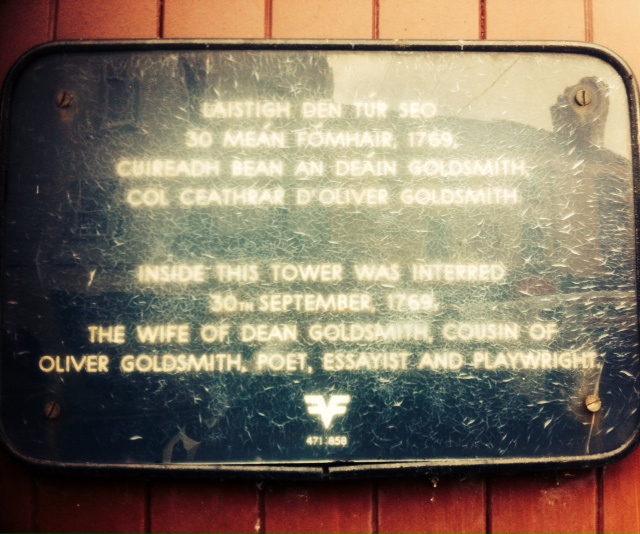 LAISTIGH DEN TÚR SEO
30 MEÁN FÓMHAIR, 1769,
CUIREADH BEAN AN DEÁIN GOLDSMITH,
COL CEATHRAR D'OLIVER GOLDSMITH
INSIDE THIS TOWER WAS INTERRED
30TH SEPTEMBER, 1769,
THE WIFE OF DEAN GOLDSMITH, COUSIN OF
OLIVER GOLDSMITH, POET, ESSAYIST AND PLAYWRIGHT.